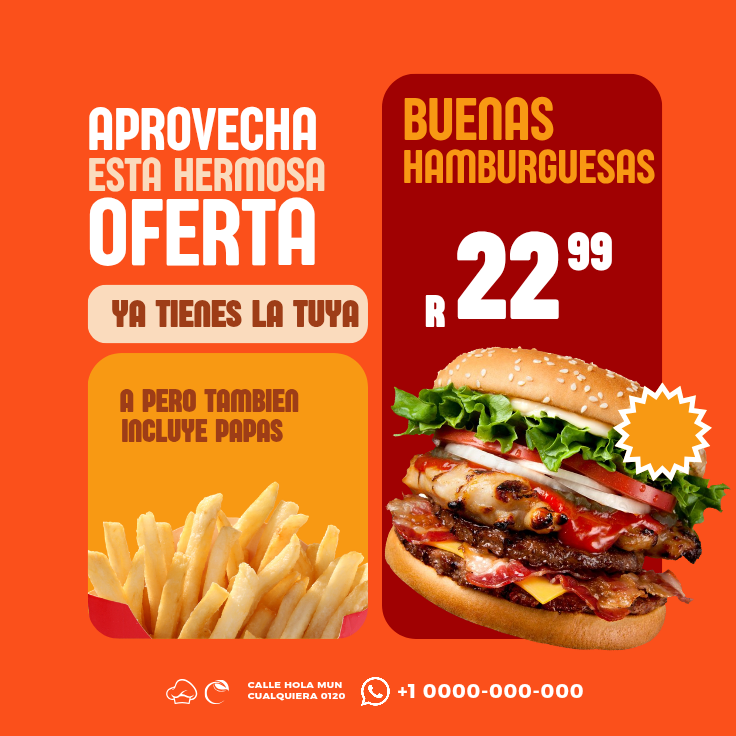 APROVECHA
ESTA HERMOSA
OFERTA
YA TIENES LA TUYA
A PERO TAMBIEN
INCLUYE PAPAS
BUENAS
HAMBURGUESAS
R 22 99
CALLE HOLA MUN
CUALQUIERA 0120
+1 0000-000-000